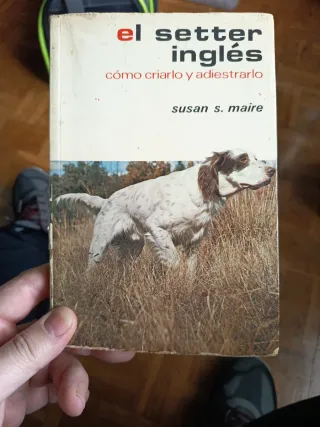 el setter
inglés
cómo criarlo y adiestrarlo
susan s. maire